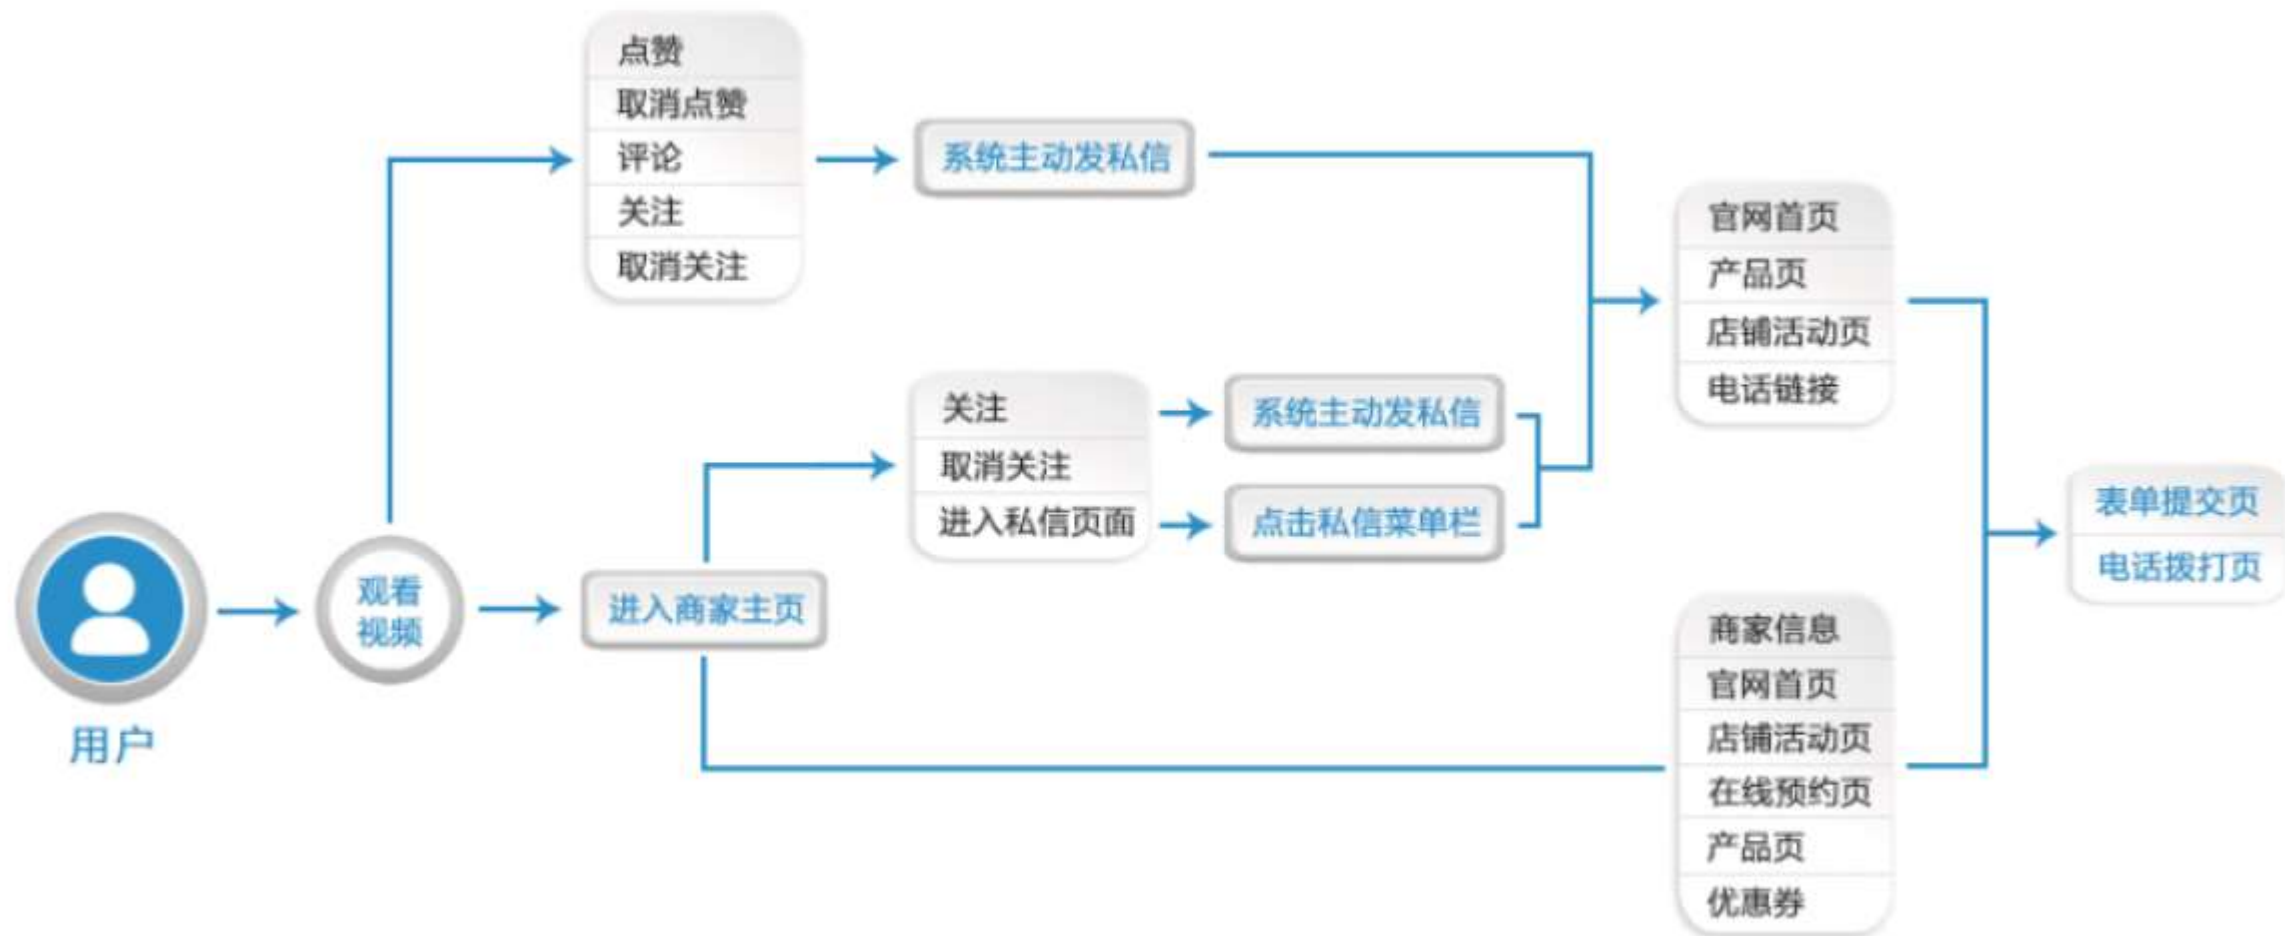 用户
观看
视频
点赞
取消点赞
评论
关注
取消关注
系统主动发私信
进入商家主页
关注
取消关注
进入私信页面
系统主动发私信
点击私信菜单栏
官网首页
产品页
店铺活动页
电话链接
商家信息
官网首页
店铺活动页
在线预约页
产品页
优惠券
表单提交页
电话拨打页